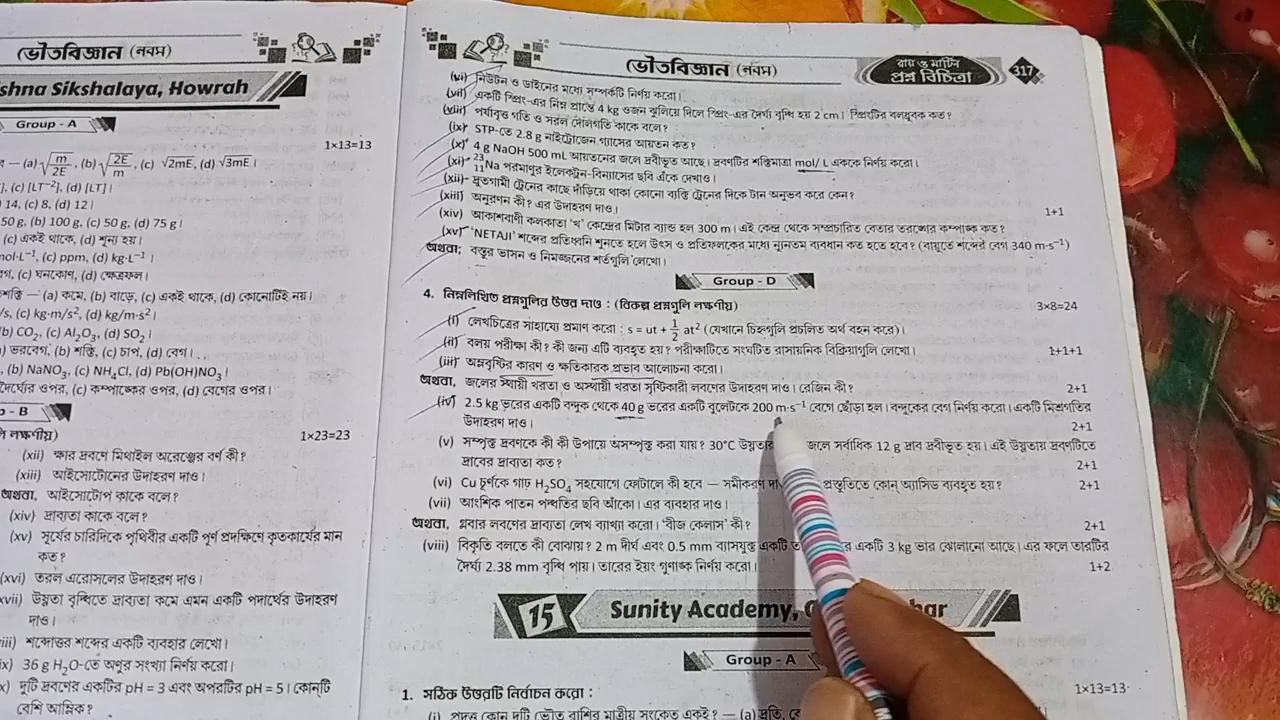 ভৌতবিজ্ঞান (নবম)
shna Sikshalaya, Howrah
Group - A
1×13=13
— (a) √(m/2E), (b) √(2E/m), (c) √2mE, (d) √3mE।
], (c) [LT⁻²], (d) [LT]।
14, (c) 8, (d) 12।
50 g, (b) 100 g, (c) 50 g, (d) 75 g।
(c) একই থাকে, (d) শূন্য হয়।
mol·L⁻¹, (c) ppm, (d) kg·L⁻¹।
(c) ঘনকোণ, (d) ক্ষেত্রফল।
শক্তি — (a) কমে, (b) বাড়ে, (c) একই থাকে, (d) কোনোটিই নয়।
/s, (c) kg·m/s², (d) kg/m·s²।
(b) CO₂, (c) Al₂O₃, (d) SO₂।
ভরবেগ, (b) শক্তি, (c) চাপ, (d) বেগ।
, (b) NaNO₃, (c) NH₄Cl, (d) Pb(OH)NO₃।
দৈর্ঘ্যের ওপর, (c) কম্পাঙ্কের ওপর, (d) বেগের ওপর।
- B
লক্ষণীয়)
1×23=23
(xii) ক্ষার দ্রবণে মিথাইল অরেঞ্জের বর্ণ কী?
(xiii) আইসোটোনের উদাহরণ দাও।
অথবা, আইসোটোপ কাকে বলে?
(xiv) দ্রাব্যতা কাকে বলে?
(xv) সূর্যের চারিদিকে পৃথিবীর একটি পূর্ণ প্রদক্ষিণে কৃতকার্যের মান
কত?
(xvi) তরল এরোসলের উদাহরণ দাও।
xvii) উষ্ণতা বৃদ্ধিতে দ্রাব্যতা কমে এমন একটি পদার্থের উদাহরণ
দাও।
iii) শব্দোত্তর শব্দের একটি ব্যবহার লেখো।
ix) 36 g H₂O-তে অণুর সংখ্যা নির্ণয় করো।
x) দুটি দ্রবণের একটির pH = 3 এবং অপরটির pH = 5। কোনটি
বেশি আম্লিক?
ভৌতবিজ্ঞান (নবম)
রায় ও মার্টিন
প্রশ্ন বিচিত্রা
317
(vi) নিউটন ও ডাইনের মধ্যে সম্পর্কটি নির্ণয় করো।
(vii) একটি স্প্রিং-এর নিম্ন প্রান্তে 4 kg ওজন ঝুলিয়ে দিলে স্প্রিং-এর দৈর্ঘ্য বৃদ্ধি হয় 2 cm। স্প্রিংটির বলধ্রুবক কত?
(viii) পর্যাবৃত্ত গতি ও সরল দোলগতি কাকে বলে?
(ix) STP-তে 2.8 g নাইট্রোজেন গ্যাসের আয়তন কত?
(x) 4 g NaOH 500 mL আয়তনের জলে দ্রবীভূত আছে। দ্রবণটির শক্তিমাত্রা mol/ L এককে নির্ণয় করো।
(xi) ²³₁₁Na পরমাণুর ইলেকট্রন-বিন্যাসের ছবি এঁকে দেখাও।
(xii) দ্রুতগামী ট্রেনের কাছে দাঁড়িয়ে থাকা কোনো ব্যক্তি ট্রেনের দিকে টান অনুভব করে কেন?
(xiii) অনুরণন কী? এর উদাহরণ দাও।
1+1
(xiv) আকাশবাণী কলকাতা 'খ' কেন্দ্রের মিটার ব্যান্ড হল 300 m। এই কেন্দ্র থেকে সম্প্রচারিত বেতার তরঙ্গের কম্পাঙ্ক কত?
(xv) 'NETAJI' শব্দের প্রতিধ্বনি শুনতে হলে উৎস ও প্রতিফলকের মধ্যে ন্যূনতম ব্যবধান কত হতে হবে? (বায়ুতে শব্দের বেগ 340 m·s⁻¹)
অথবা, বস্তুর ভাসন ও নিমজ্জনের শর্তগুলি লেখো।
Group - D
4. নিম্নলিখিত প্রশ্নগুলির উত্তর দাও : (বিকল্প প্রশ্নগুলি লক্ষণীয়)
3×8=24
(i) লেখচিত্রের সাহায্যে প্রমাণ করো : s = ut + 1/2 at² (যেখানে চিহ্নগুলি প্রচলিত অর্থ বহন করে)।
(ii) বলয় পরীক্ষা কী? কী জন্য এটি ব্যবহৃত হয়? পরীক্ষাটিতে সংঘটিত রাসায়নিক বিক্রিয়াগুলি লেখো।
1+1+1
(iii) অম্লবৃষ্টির কারণ ও ক্ষতিকারক প্রভাব আলোচনা করো।
অথবা, জলের স্থায়ী খরতা ও অস্থায়ী খরতা সৃষ্টিকারী লবণের উদাহরণ দাও। রেজিন কী?
2+1
(iv) 2.5 kg ভরের একটি বন্দুক থেকে 40 g ভরের একটি বুলেটকে 200 m·s⁻¹ বেগে ছোঁড়া হল। বন্দুকের বেগ নির্ণয় করো। একটি মিশ্রগতির
উদাহরণ দাও।
2+1
(v) সম্পৃক্ত দ্রবণকে কী কী উপায়ে অসম্পৃক্ত করা যায়? 30°C উষ্ণতায় জলে সর্বাধিক 12 g দ্রাব দ্রবীভূত হয়। এই উষ্ণতায় দ্রবণটিতে
দ্রাবের দ্রাব্যতা কত?
2+1
(vi) Cu চূর্ণকে গাঢ় H₂SO₄ সহযোগে ফোটালে কী হবে — সমীকরণ প্রস্তুতিতে কোন্ অ্যাসিড ব্যবহৃত হয়?
2+1
(vii) আংশিক পাতন পদ্ধতির ছবি আঁকো। এর ব্যবহার দাও।
অথবা, গ্লবার লবণের দ্রাব্যতা লেখ ব্যাখ্যা করো। 'বীজ কেলাস' কী?
2+1
(viii) বিকৃতি বলতে কী বোঝায়? 2 m দীর্ঘ এবং 0.5 mm ব্যাসযুক্ত একটি একটি 3 kg ভার ঝোলানো আছে। এর ফলে তারটির
দৈর্ঘ্য 2.38 mm বৃদ্ধি পায়। তারের ইয়ং গুণাঙ্ক নির্ণয় করো।
1+2
15 Sunity Academy,
Group - A
1. সঠিক উত্তরটি নির্বাচন করো :
1×13=13
(i) প্রদত্ত কোন দুটি ভৌত রাশির মাত্রীয় সংকেত একই? — (a)